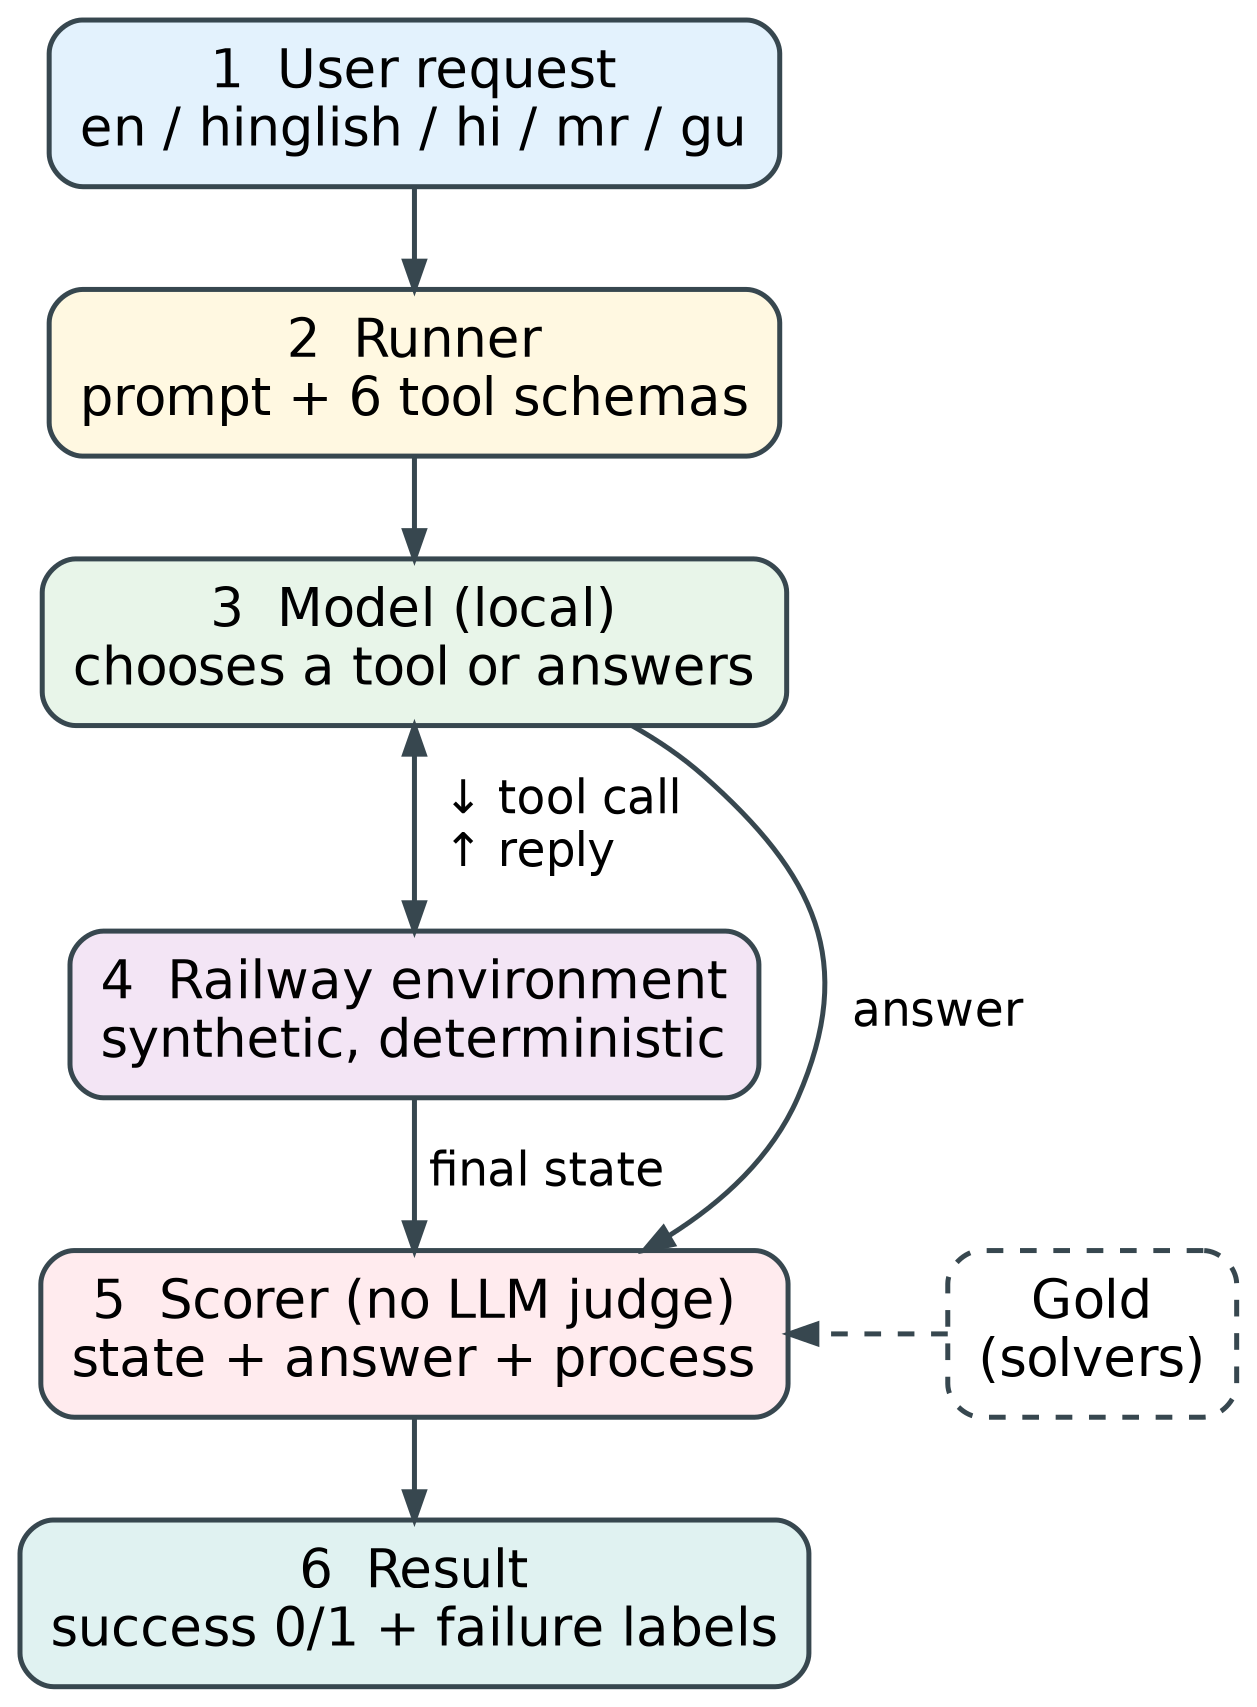 1  User request
en / hinglish / hi / mr / gu
2  Runner
prompt + 6 tool schemas
3  Model (local)
chooses a tool or answers
↓ tool call
↑ reply
4  Railway environment
synthetic, deterministic
answer
final state
5  Scorer (no LLM judge)
state + answer + process
Gold
(solvers)
6  Result
success 0/1 + failure labels